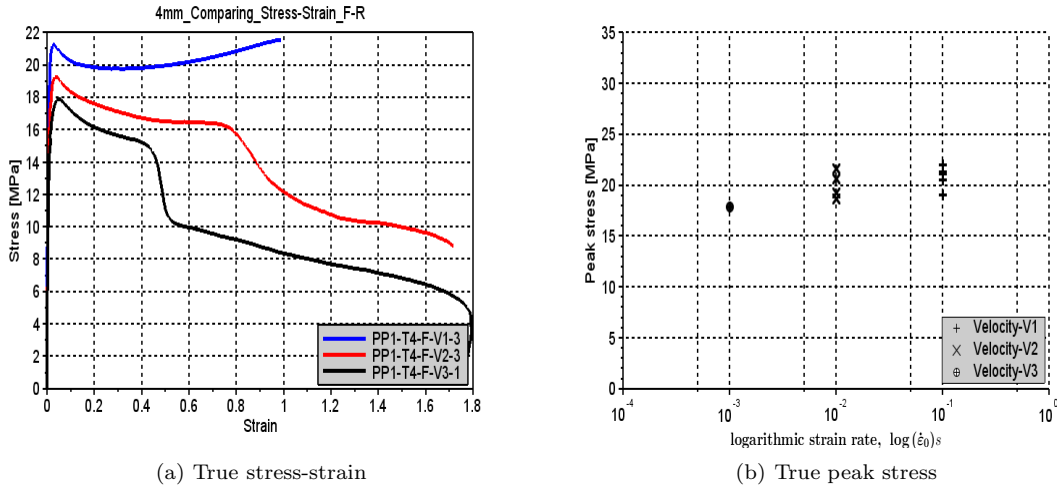 4mm_Comparing_Stress-Strain_F-R
Stress [MPa]
22
20
18
16
14
12
10
8
6
4
2
0
PP1-T4-F-V1-3
PP1-T4-F-V2-3
PP1-T4-F-V3-1
0 0.2 0.4 0.6 0.8 1 1.2 1.4 1.6 1.8
Strain
(a) True stress-strain
Peak stress [MPa]
35
30
25
20
15
10
5
0
Velocity-V1
Velocity-V2
Velocity-V3
10^-4 10^-3 10^-2 10^-1 10^0
logarithmic strain rate, log(ε̇₀)s
(b) True peak stress